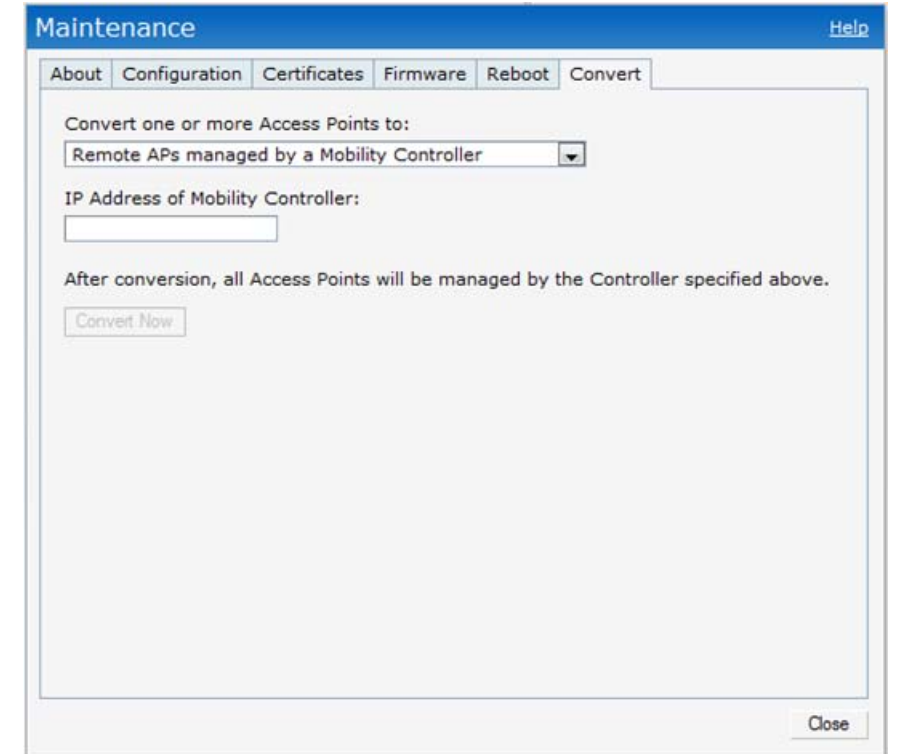 Maintenance Help
About Configuration Certificates Firmware Reboot Convert
Convert one or more Access Points to:
Remote APs managed by a Mobility Controller
IP Address of Mobility Controller:
After conversion, all Access Points will be managed by the Controller specified above.
Convert Now
Close